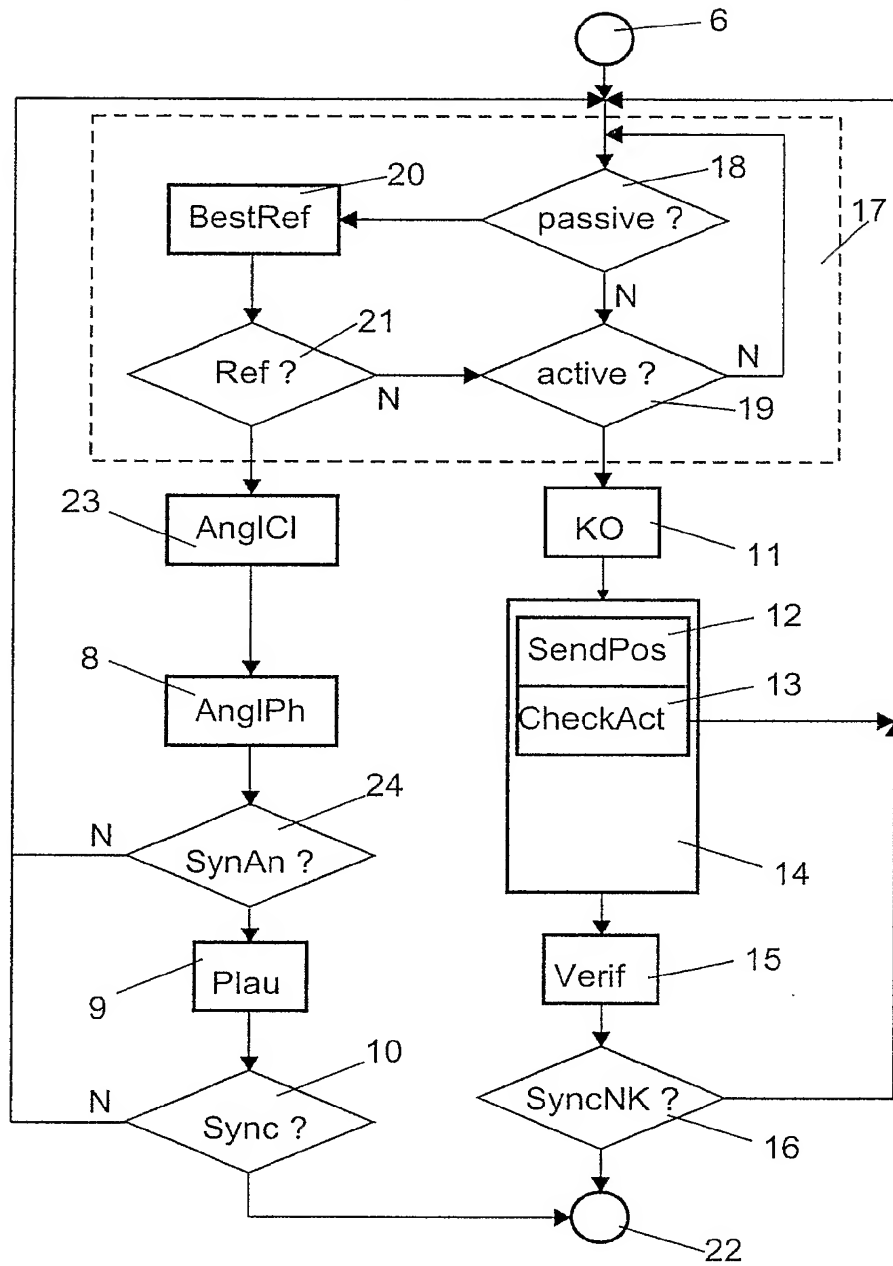 6
20
18
17
BestRef
passive ?
N
21
Ref ?
active ?
N
N
19
23
AnglCl
KO
11
12
SendPos
8
13
AnglPh
CheckAct
24
N
SynAn ?
14
Plau
Verif
15
9
10
N
Sync ?
SyncNK ?
16
22